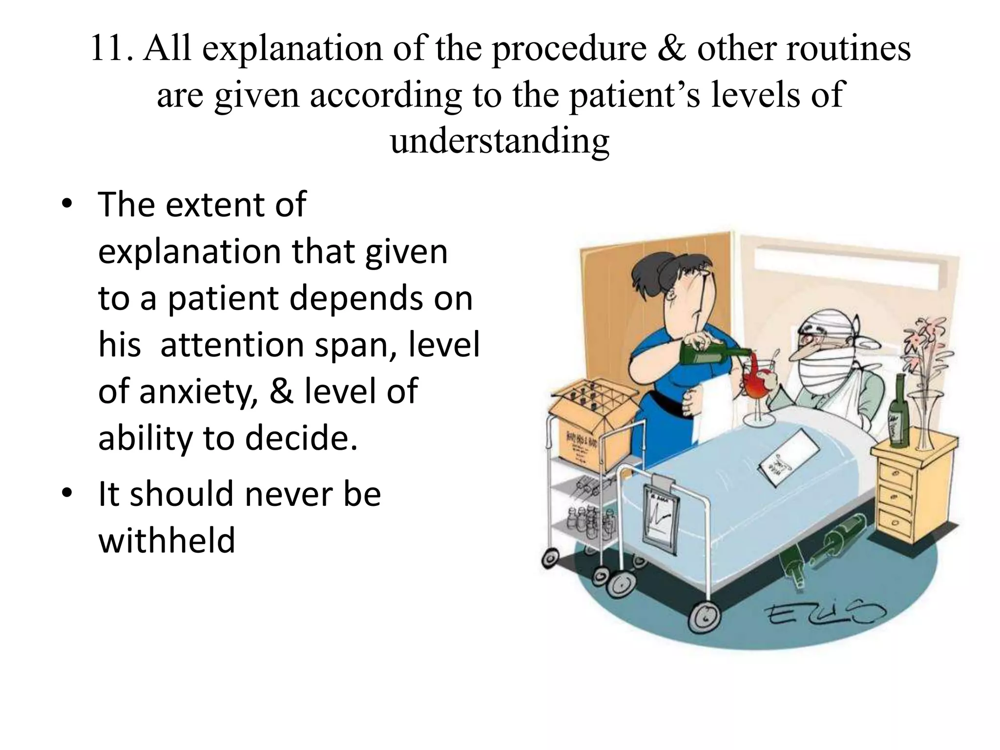 11. All explanation of the procedure & other routines
are given according to the patient’s levels of
understanding
• The extent of
explanation that given
to a patient depends on
his  attention span, level
of anxiety, & level of
ability to decide.
• It should never be
withheld
WINE
LIST